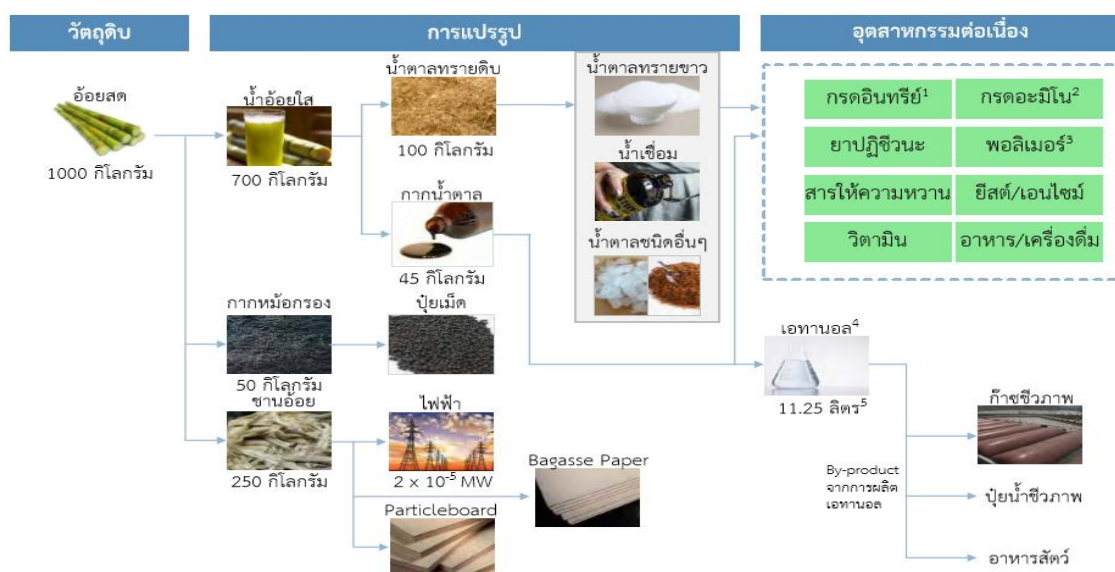 วัตถุดิบ
การแปรรูป
อุตสาหกรรมต่อเนื่อง
อ้อยสด
1000 กิโลกรัม
น้ำอ้อยใส
700 กิโลกรัม
น้ำตาลทรายดิบ
100 กิโลกรัม
กากน้ำตาล
45 กิโลกรัม
น้ำตาลทรายขาว
น้ำเชื่อม
น้ำตาลชนิดอื่นๆ
กรดอินทรีย์¹
กรดอะมิโน²
ยาปฏิชีวนะ
พอลิเมอร์³
สารให้ความหวาน
ยีสต์/เอนไซม์
วิตามิน
อาหาร/เครื่องดื่ม
กากหม้อกรอง
50 กิโลกรัม
ปุ๋ยเม็ด
ชานอ้อย
250 กิโลกรัม
ไฟฟ้า
2 x 10⁻⁵ MW
Bagasse Paper
Particleboard
เอทานอล⁴
11.25 ลิตร⁵
By-product
จากการผลิต
เอทานอล
ก๊าซชีวภาพ
ปุ๋ยน้ำชีวภาพ
อาหารสัตว์